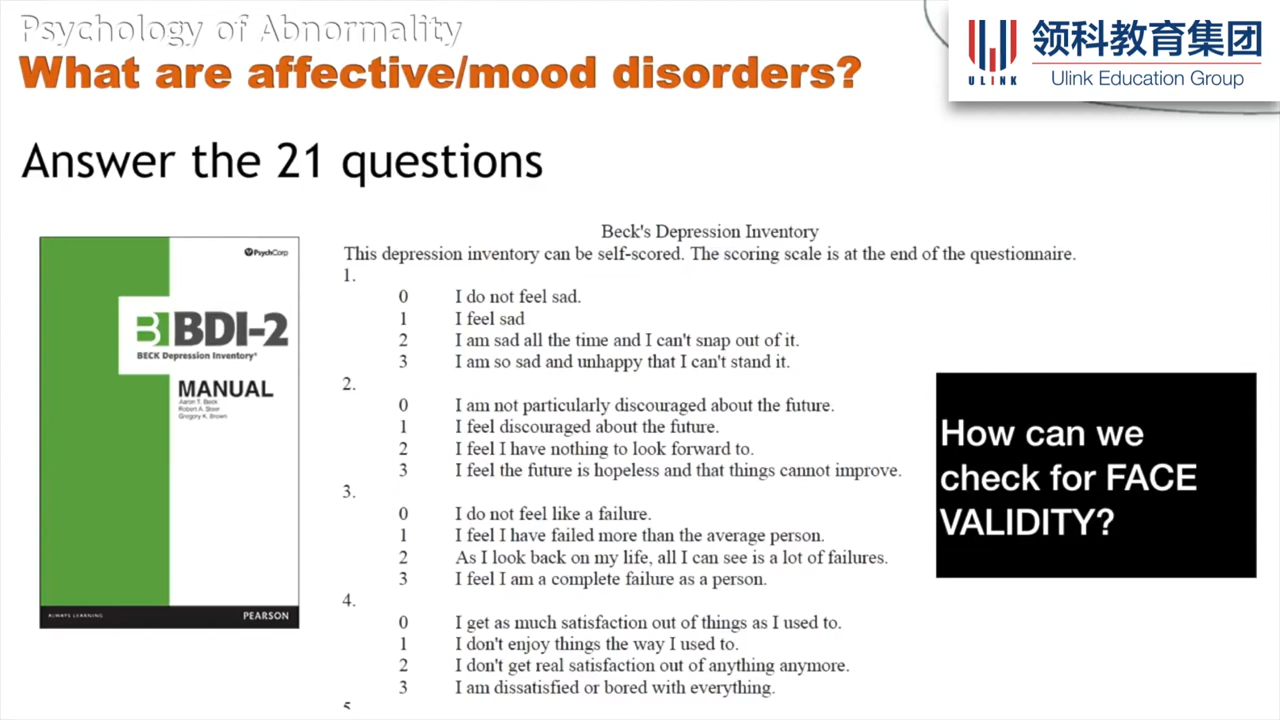 Psychology of Abnormality
What are affective/mood disorders?
ULINK
领科教育集团
Ulink Education Group
Answer the 21 questions
PsychCorp
BDI-2
BECK Depression Inventory®
MANUAL
Aaron T. Beck
Robert A. Steer
Gregory K. Brown
ALWAYS LEARNING
PEARSON
Beck's Depression Inventory
This depression inventory can be self-scored. The scoring scale is at the end of the questionnaire.
1.
0 I do not feel sad.
1 I feel sad
2 I am sad all the time and I can't snap out of it.
3 I am so sad and unhappy that I can't stand it.
2.
0 I am not particularly discouraged about the future.
1 I feel discouraged about the future.
2 I feel I have nothing to look forward to.
3 I feel the future is hopeless and that things cannot improve.
3.
0 I do not feel like a failure.
1 I feel I have failed more than the average person.
2 As I look back on my life, all I can see is a lot of failures.
3 I feel I am a complete failure as a person.
4.
0 I get as much satisfaction out of things as I used to.
1 I don't enjoy things the way I used to.
2 I don't get real satisfaction out of anything anymore.
3 I am dissatisfied or bored with everything.
How can we
check for FACE
VALIDITY?